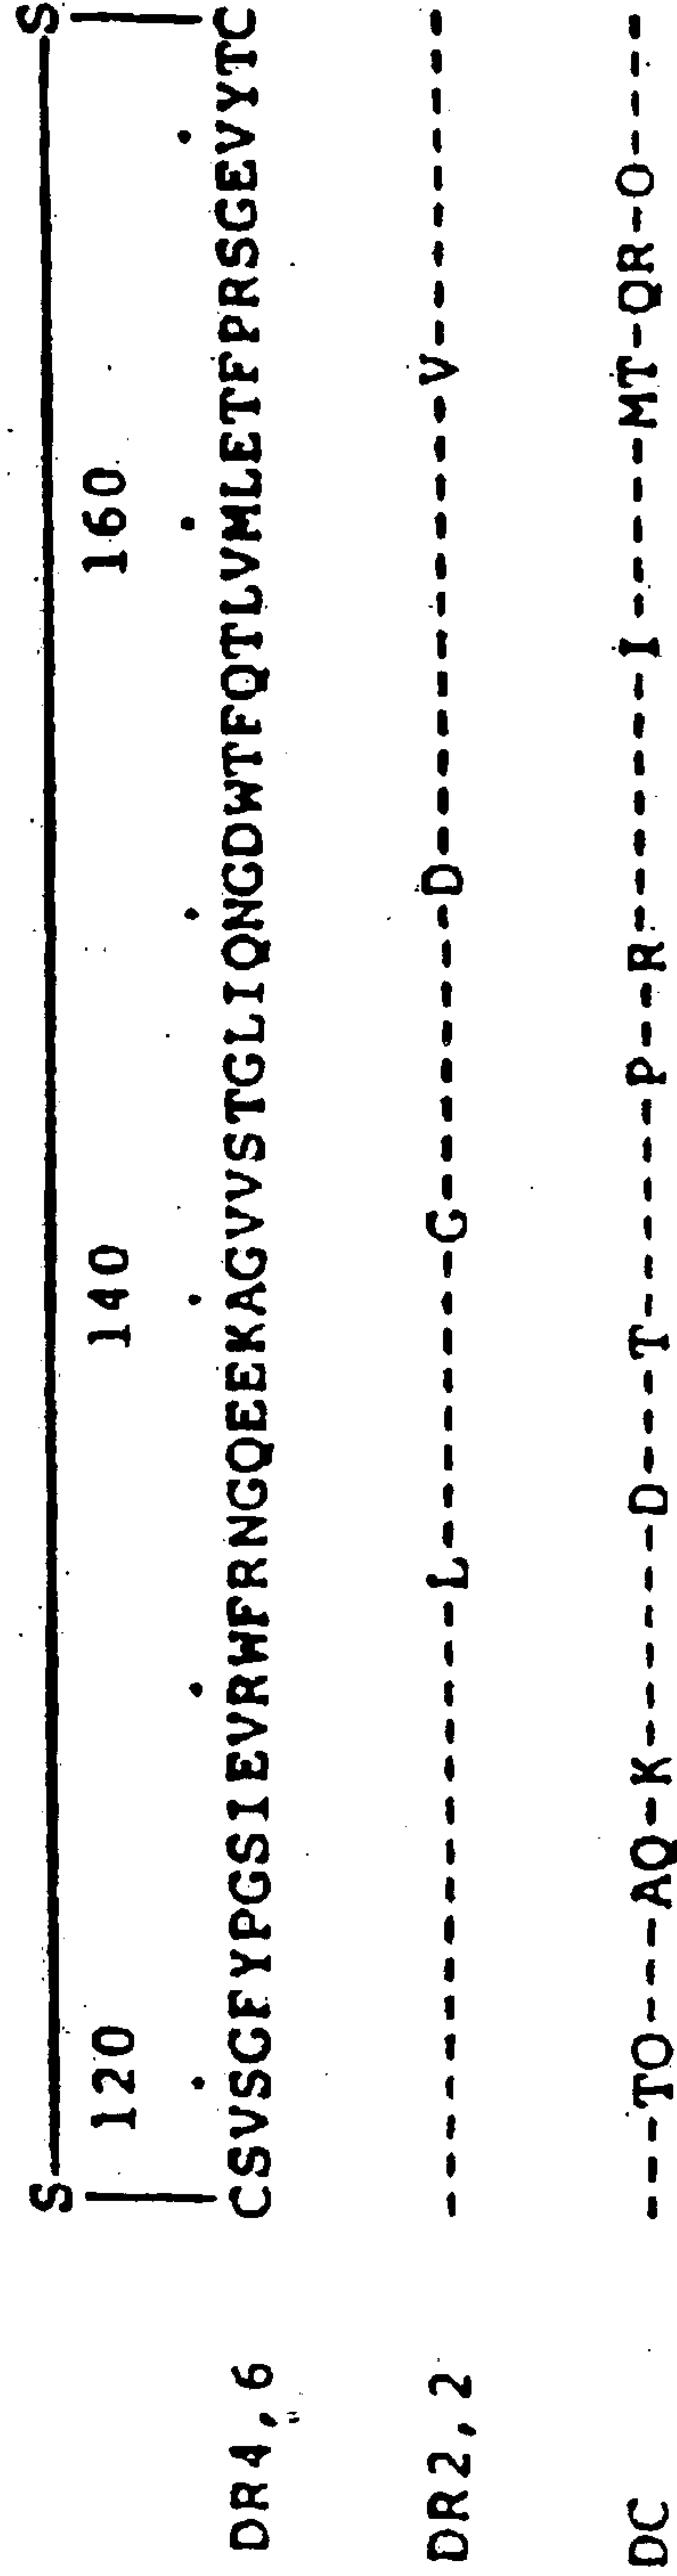 S S
120 140 160
DR4,6 CSVSGFYPGSIEVRWFRNGQEEKAGVVSTGLIQNGDWTFQTLVMLETFPRSGEVYTC
DR2,2 ----------------L--------G--------D------------V---------
DC ---TO---AQ-K------D---T------P--R-------I-----MT-QR-O----